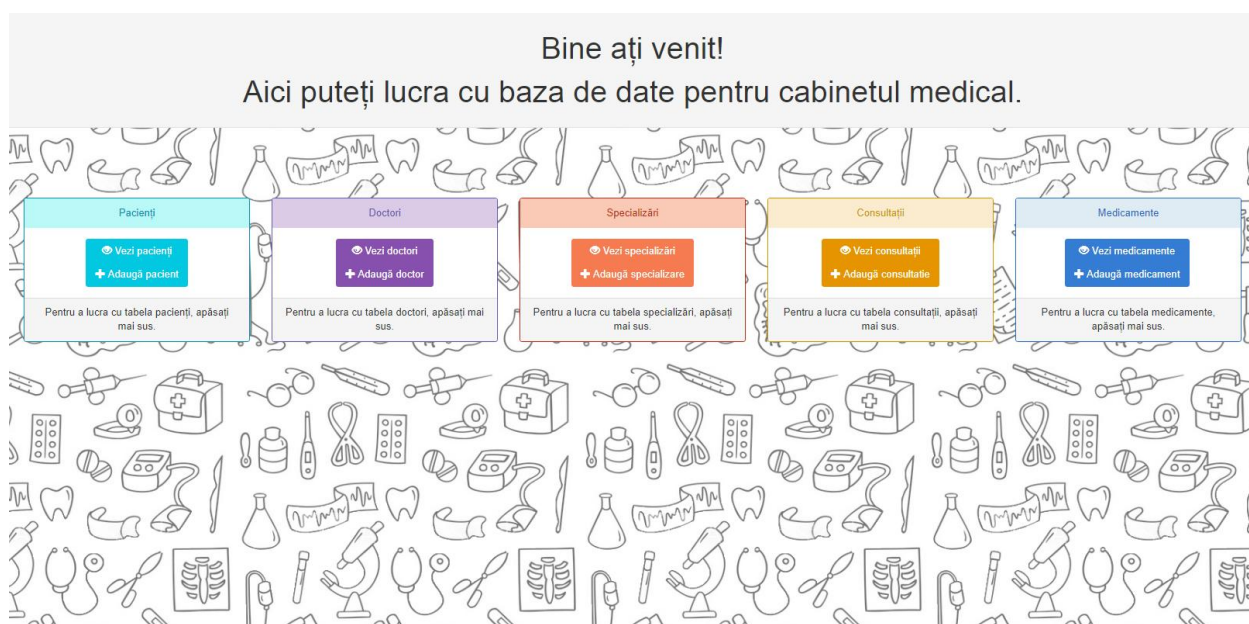 Bine ați venit!
Aici puteți lucra cu baza de date pentru cabinetul medical.
Pacienți
Vezi pacienți
Adaugă pacient
Pentru a lucra cu tabela pacienți, apăsați
mai sus.
Doctori
Vezi doctori
Adaugă doctor
Pentru a lucra cu tabela doctori, apăsați mai
sus.
Specializări
Vezi specializări
Adaugă specializare
Pentru a lucra cu tabela specializări, apăsați
mai sus.
Consultații
Vezi consultații
Adaugă consultatie
Pentru a lucra cu tabela consultații, apăsați
mai sus.
Medicamente
Vezi medicamente
Adaugă medicament
Pentru a lucra cu tabela medicamente,
apăsați mai sus.